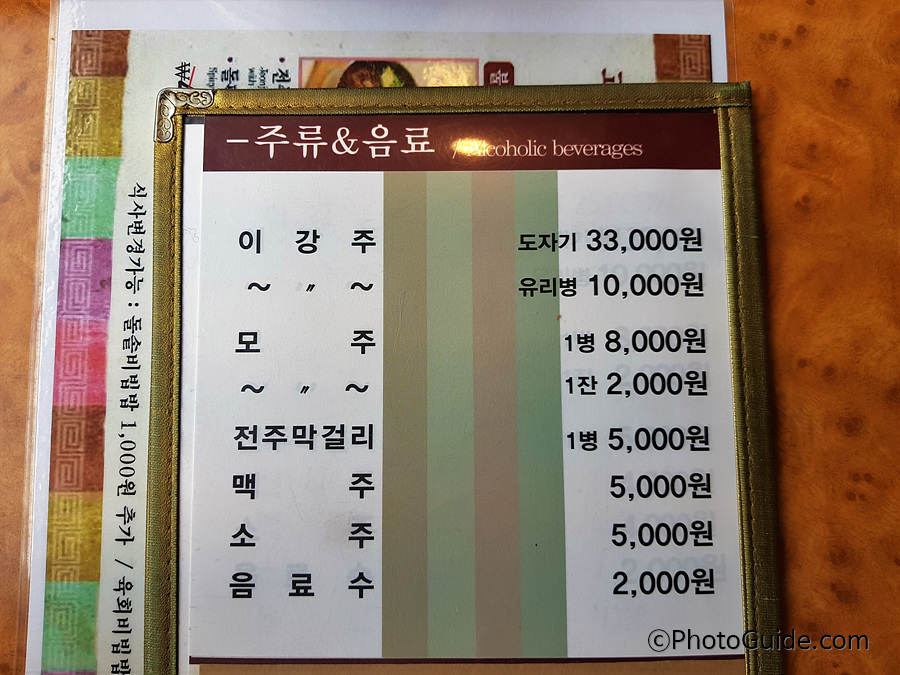 -주류&음료 / Alcoholic beverages
이 강 주 도자기 33,000원
~ 〃 ~ 유리병 10,000원
모 주 1병 8,000원
~ 〃 ~ 1잔 2,000원
전주막걸리 1병 5,000원
맥 주 5,000원
소 주 5,000원
음 료 수 2,000원
식사변경가능 : 돌솥비빔밥 1,000원 추가 / 육회비빔밥
©PhotoGuide.com